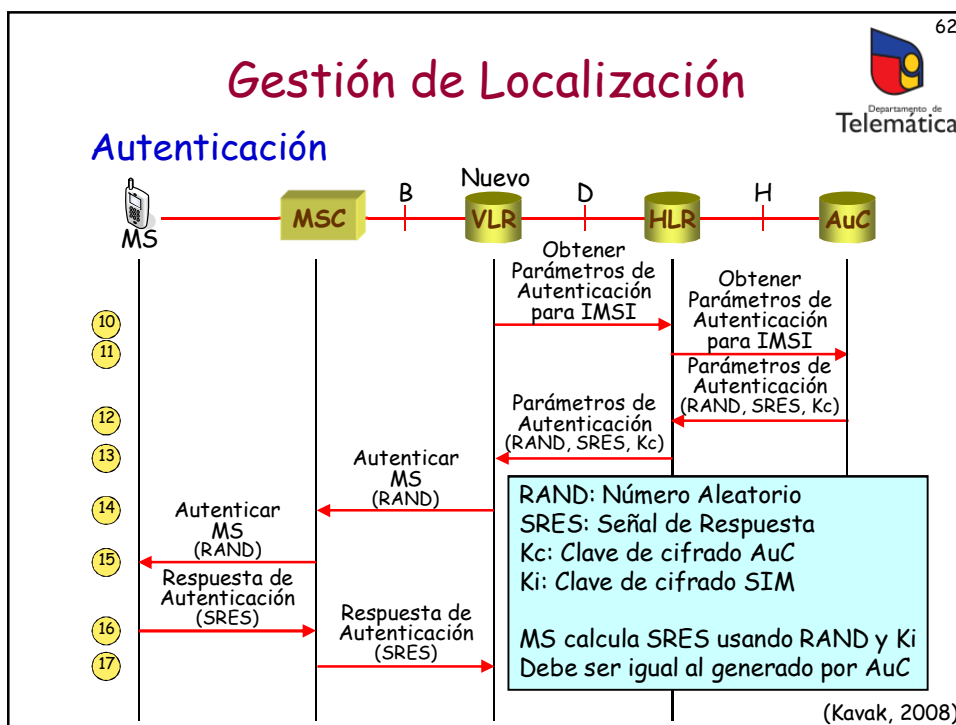 62
Gestión de Localización
Departamento de
Telemática
Autenticación
MS
MSC
B
Nuevo
VLR
D
HLR
H
AuC
Obtener
Parámetros de
Autenticación
para IMSI
Obtener
Parámetros de
Autenticación
para IMSI
10
11
Parámetros de
Autenticación
(RAND, SRES, Kc)
12
Parámetros de
Autenticación
(RAND, SRES, Kc)
13
Autenticar
MS
(RAND)
14
Autenticar
MS
(RAND)
15
Respuesta de
Autenticación
(SRES)
16
Respuesta de
Autenticación
(SRES)
17
RAND: Número Aleatorio
SRES: Señal de Respuesta
Kc: Clave de cifrado AuC
Ki: Clave de cifrado SIM
MS calcula SRES usando RAND y Ki
Debe ser igual al generado por AuC
(Kavak, 2008)